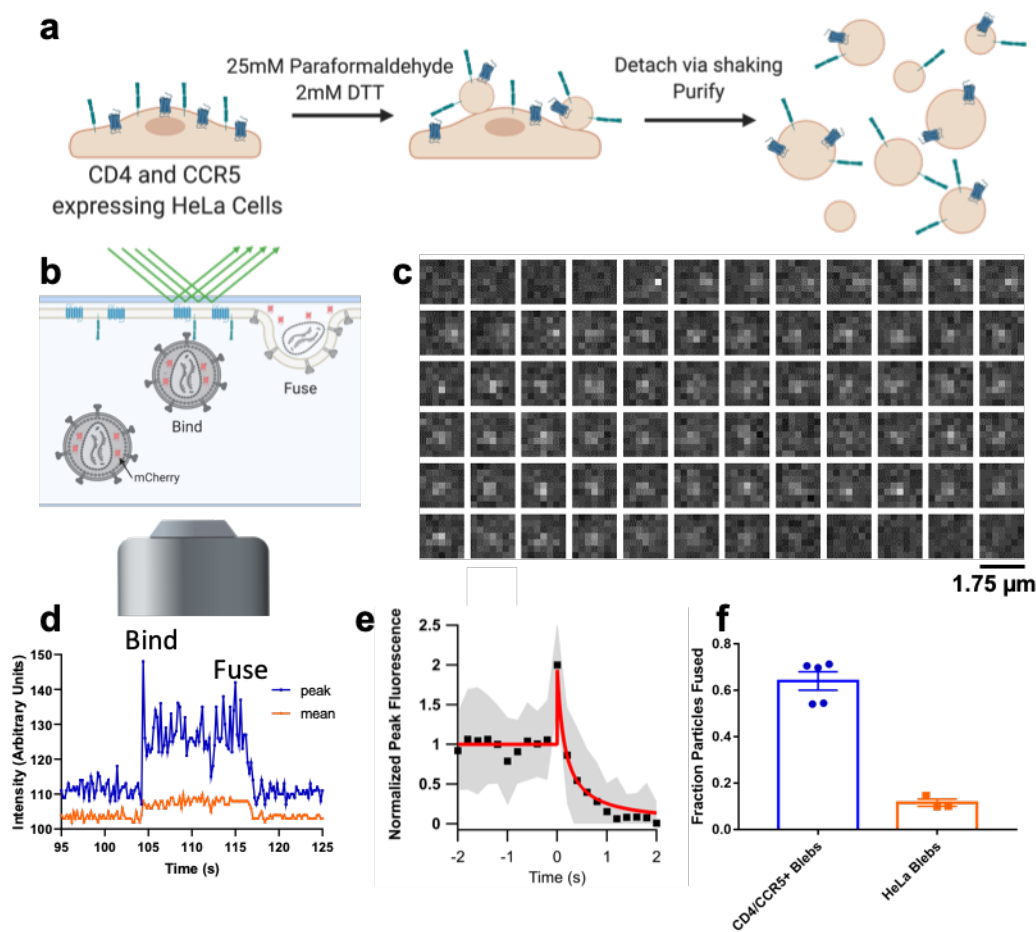 a
25mM Paraformaldehyde
2mM DTT
Detach via shaking
Purify
CD4 and CCR5
expressing HeLa Cells
b
Bind
Fuse
mCherry
c
1.75 µm
d
Bind
Fuse
peak
mean
Intensity (Arbitrary Units)
150
140
130
120
110
100
95
100
105
110
115
120
125
Time (s)
e
Normalized Peak Fluorescence
2.5
2
1.5
1
0.5
0
-2
-1
0
1
2
Time (s)
f
Fraction Particles Fused
0.8
0.6
0.4
0.2
0.0
CD4/CCR5+ Blebs
HeLa Blebs